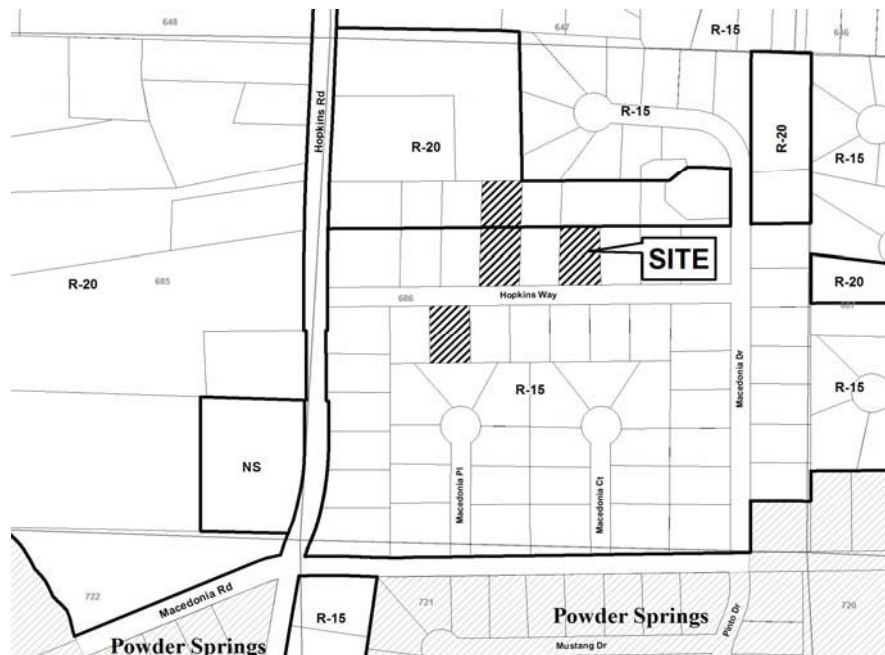 648
647
646
R-15
Hopkins Rd
R-15
R-20
R-20
R-15
SITE
R-20
685
R-20
686
Hopkins Way
Macedonia Dr
R-15
R-15
NS
Macedonia Pl
Macedonia Ct
722
Macedonia Rd
R-15
721
Powder Springs
Pinto Dr
720
Powder Springs
Mustang Dr